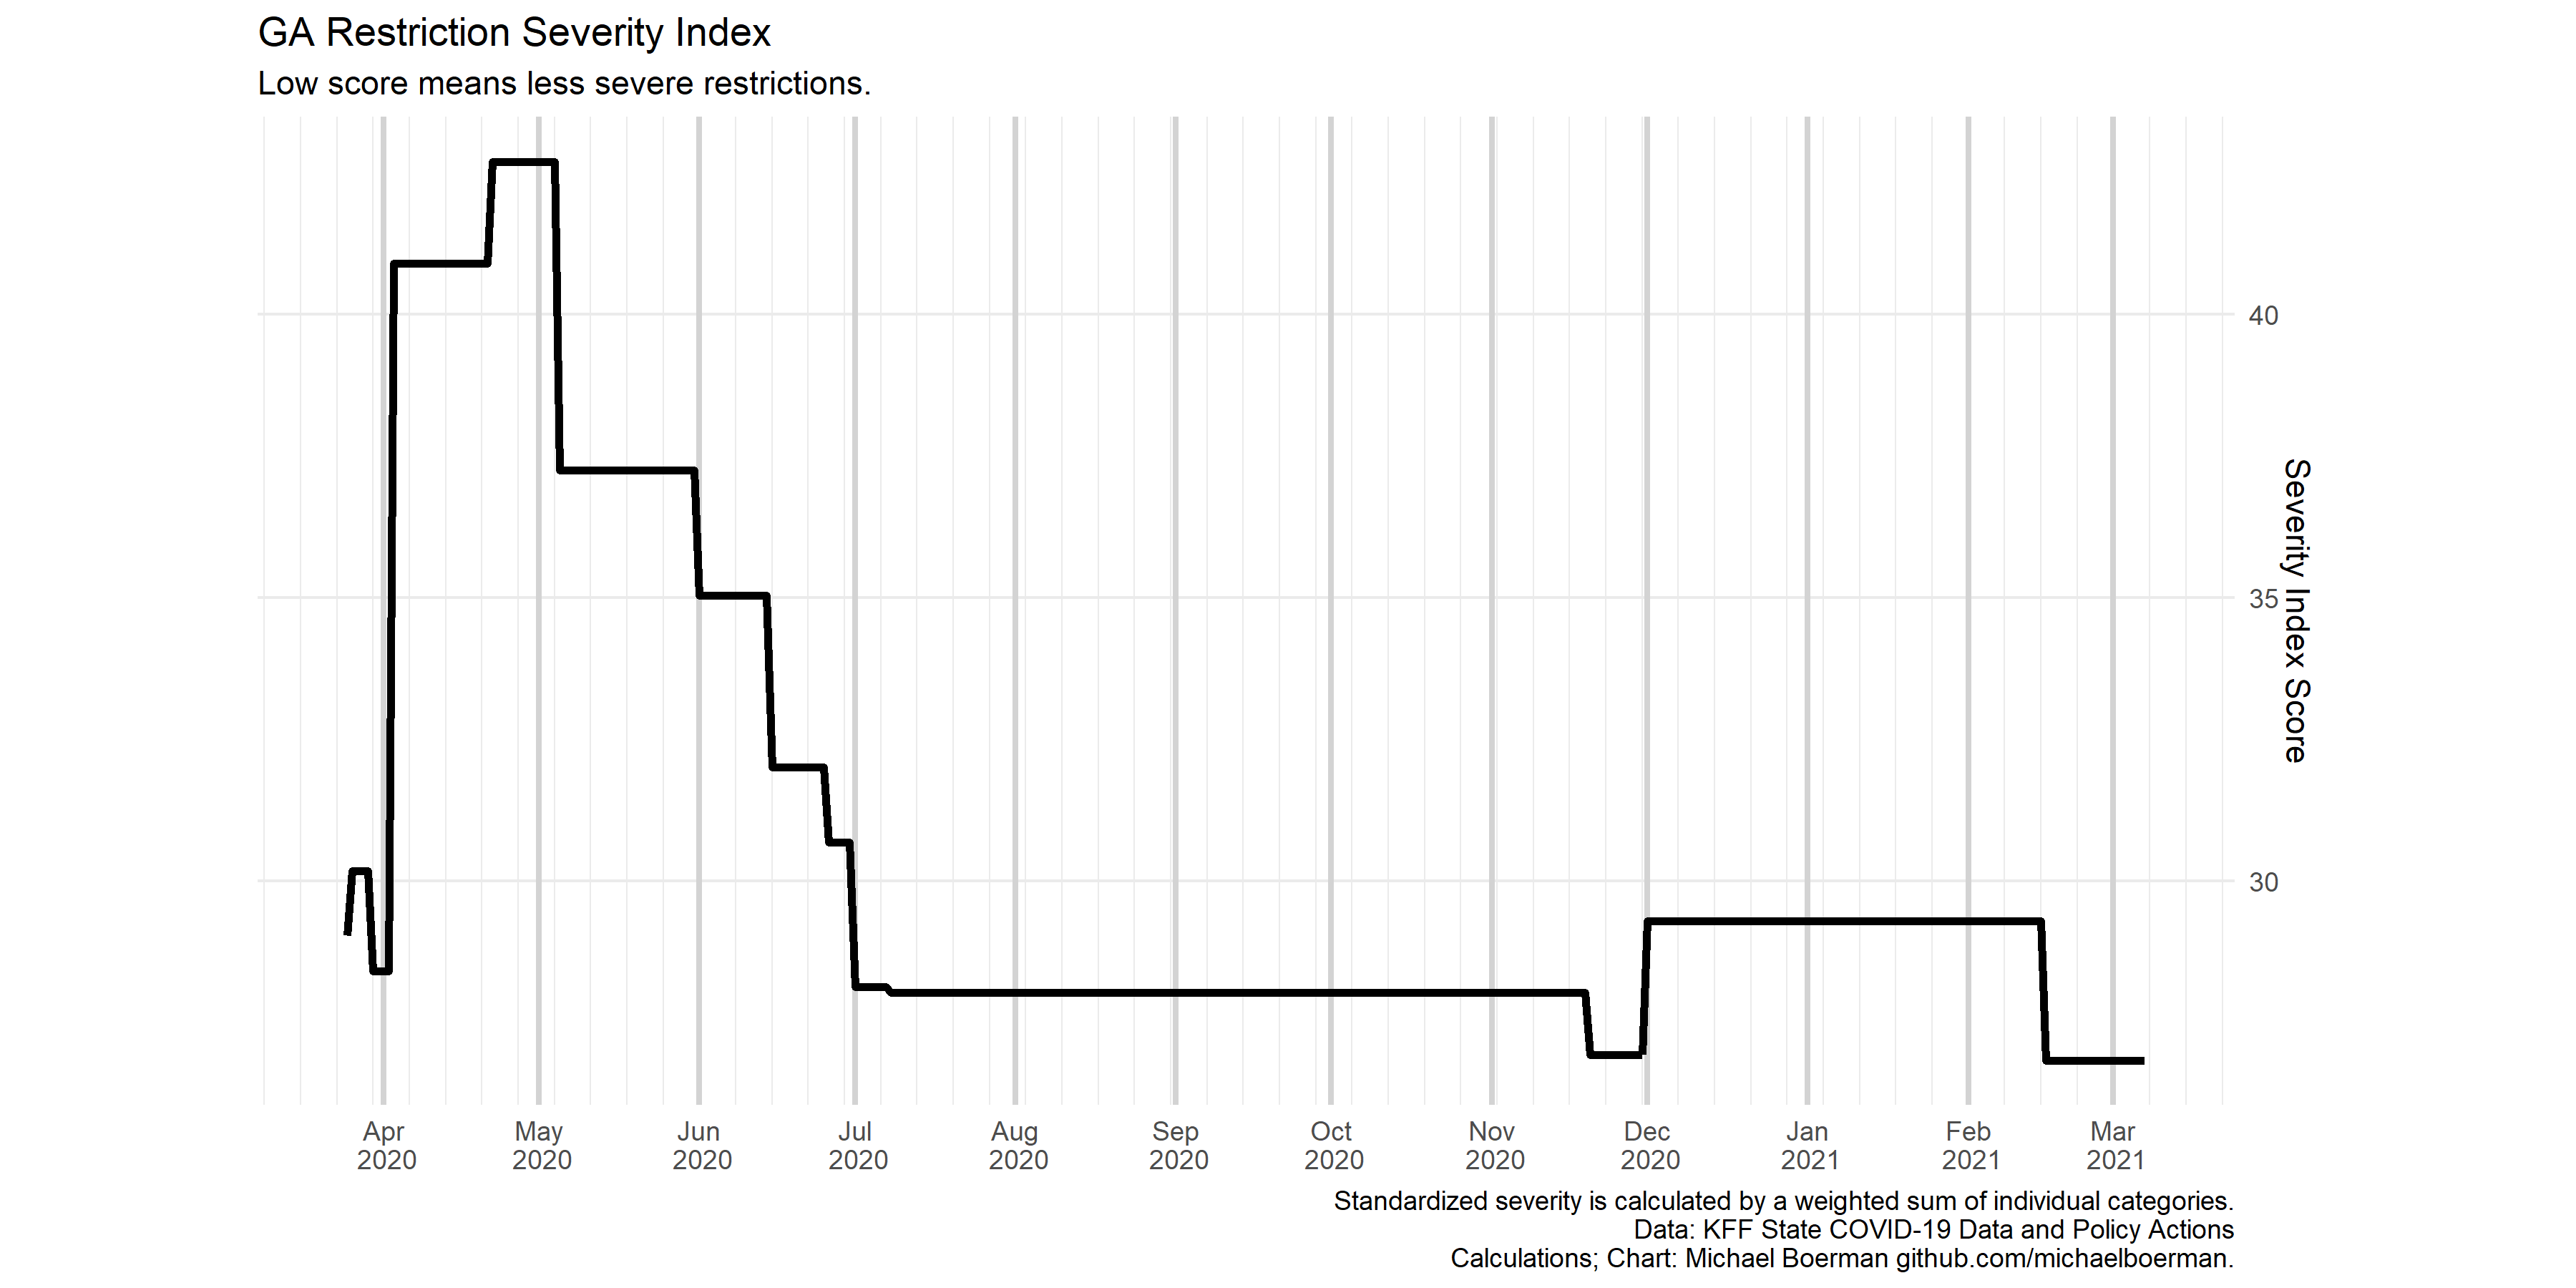 GA Restriction Severity Index
Low score means less severe restrictions.
40
35
30
Severity Index Score
Apr 2020
May 2020
Jun 2020
Jul 2020
Aug 2020
Sep 2020
Oct 2020
Nov 2020
Dec 2020
Jan 2021
Feb 2021
Mar 2021
Standardized severity is calculated by a weighted sum of individual categories.
Data: KFF State COVID-19 Data and Policy Actions
Calculations; Chart: Michael Boerman github.com/michaelboerman.